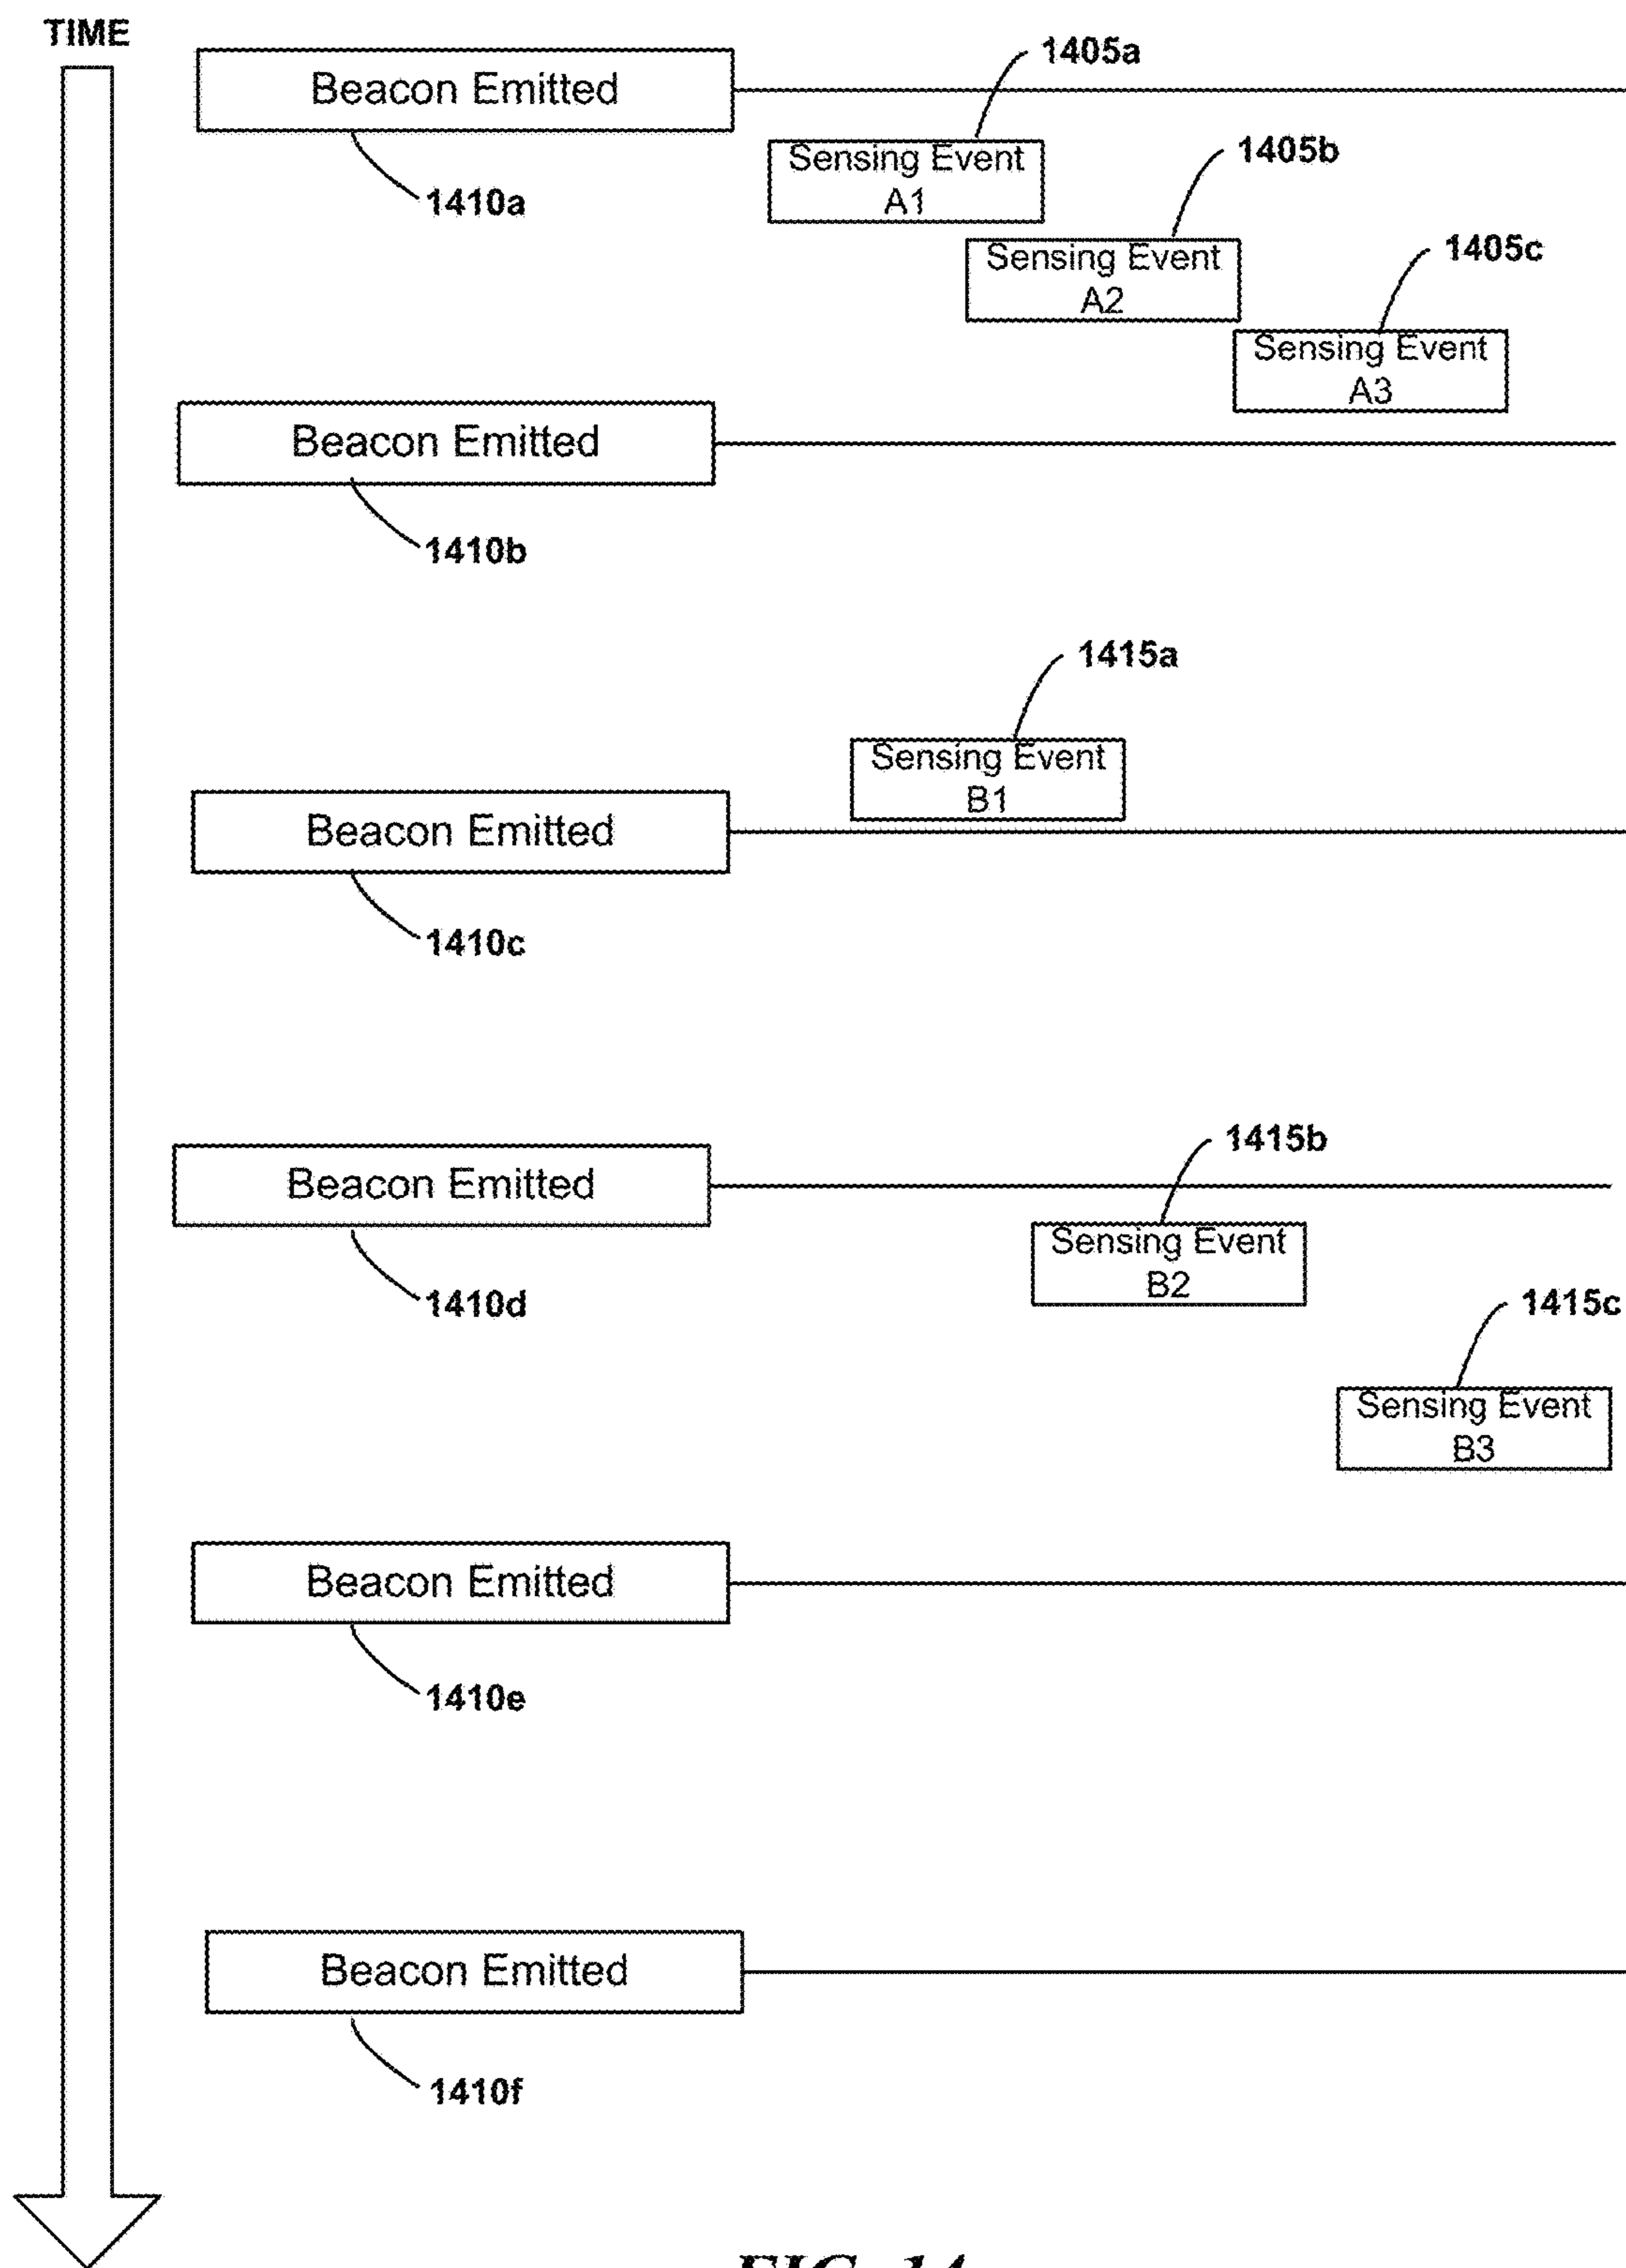 TIME
Beacon Emitted
1405a
Sensing Event
A1
1405b
1410a
Sensing Event
A2
1405c
Sensing Event
A3
Beacon Emitted
1410b
1415a
Sensing Event
B1
Beacon Emitted
1410c
1415b
Beacon Emitted
Sensing Event
B2
1410d
1415c
Sensing Event
B3
Beacon Emitted
1410e
Beacon Emitted
1410f
FIG. 14